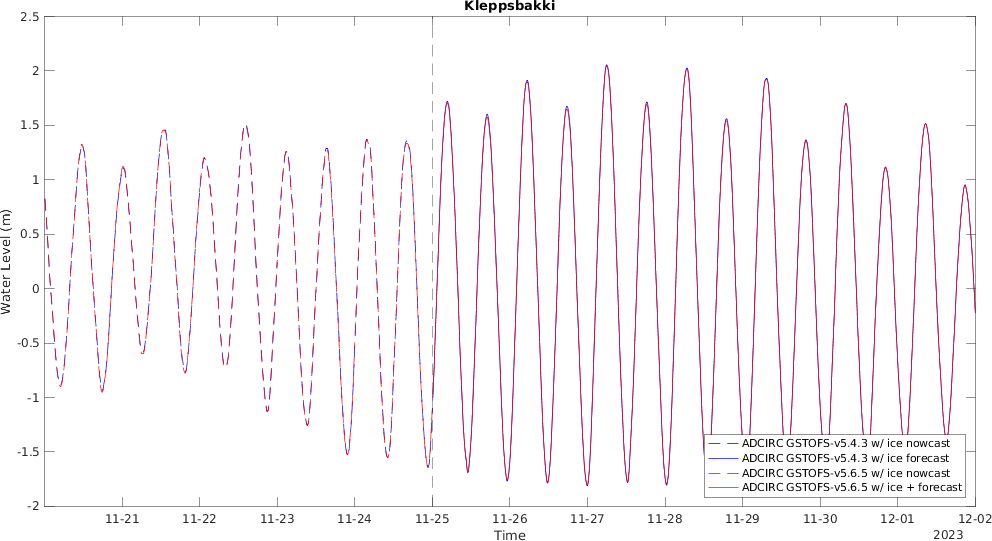 Kleppsbakki
2.5
2
1.5
1
0.5
0
-0.5
-1
-1.5
-2
Water Level (m)
ADCIRC GSTOFS-v5.4.3 w/ ice nowcast
ADCIRC GSTOFS-v5.4.3 w/ ice forecast
ADCIRC GSTOFS-v5.6.5 w/ ice nowcast
ADCIRC GSTOFS-v5.6.5 w/ ice + forecast
11-21 11-22 11-23 11-24 11-25 11-26 11-27 11-28 11-29 11-30 12-01 12-02
Time
2023